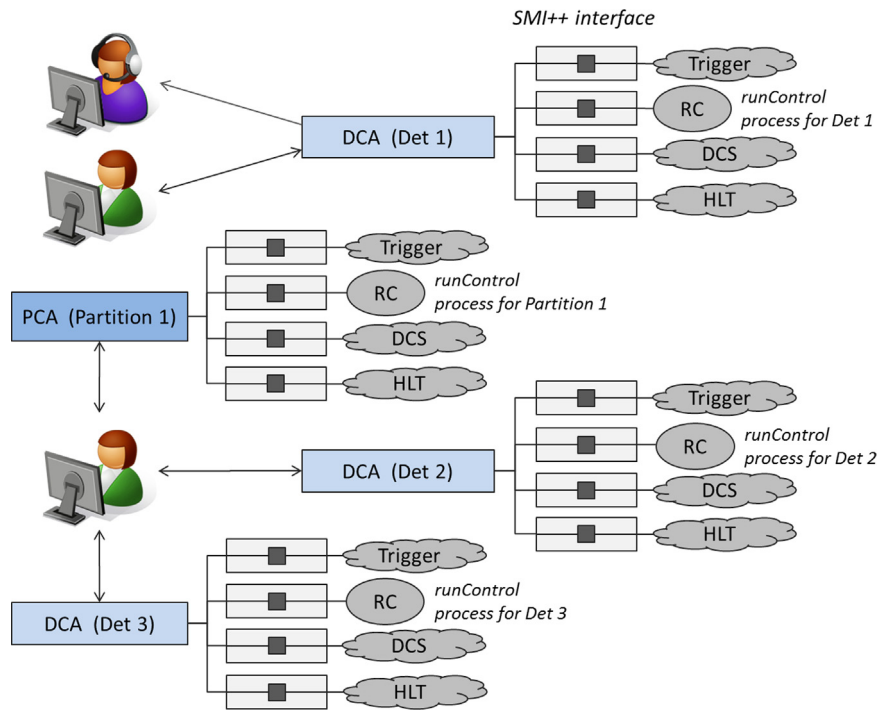 SMI++ interface
Trigger
RC
runControl
process for Det 1
DCA (Det 1)
DCS
HLT
Trigger
RC
runControl
process for Partition 1
PCA (Partition 1)
DCS
HLT
Trigger
RC
runControl
process for Det 2
DCA (Det 2)
DCS
HLT
Trigger
RC
runControl
process for Det 3
DCA (Det 3)
DCS
HLT